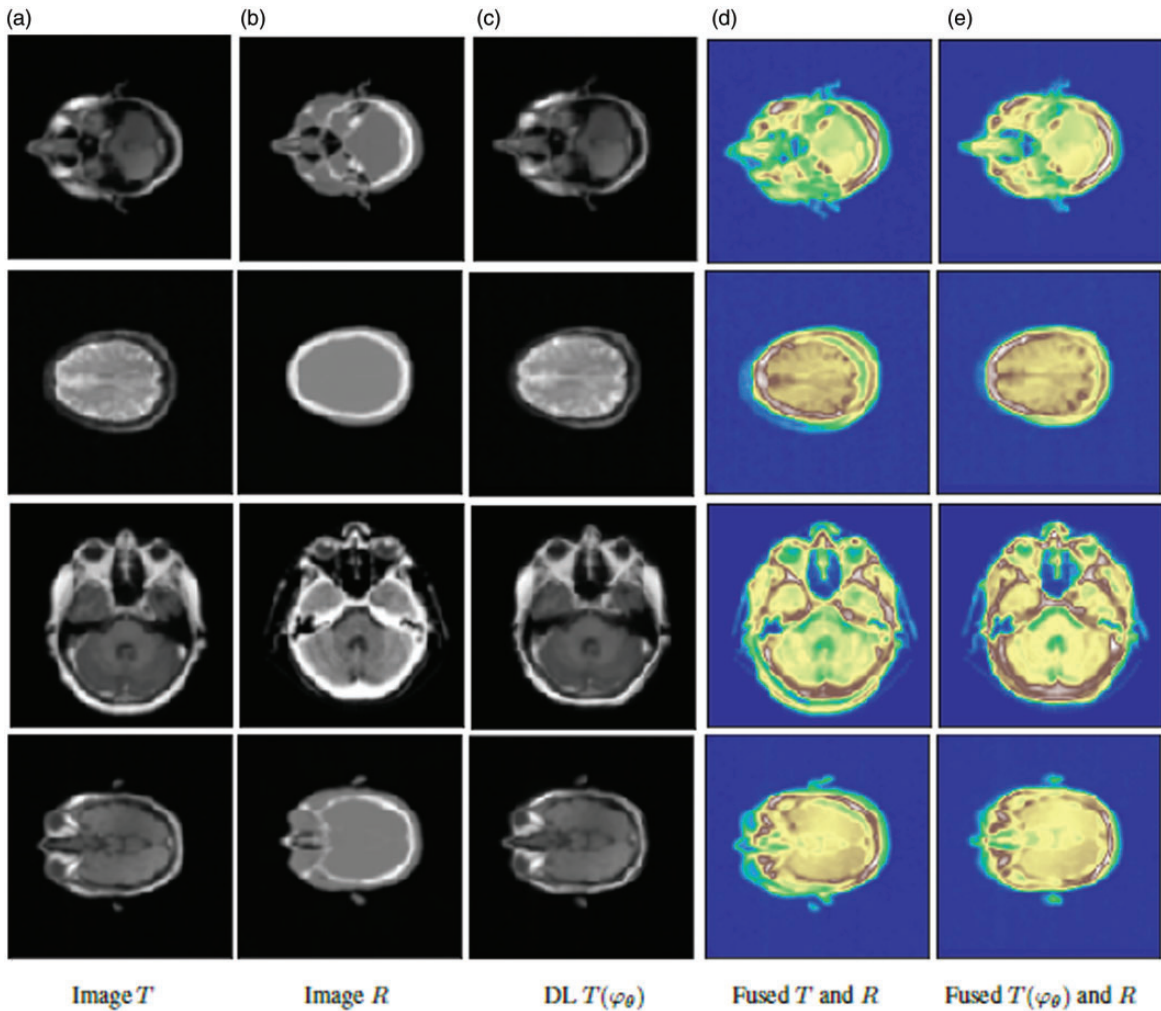 (a) (b) (c) (d) (e)
Image T Image R DL T(φθ) Fused T and R Fused T(φθ) and R